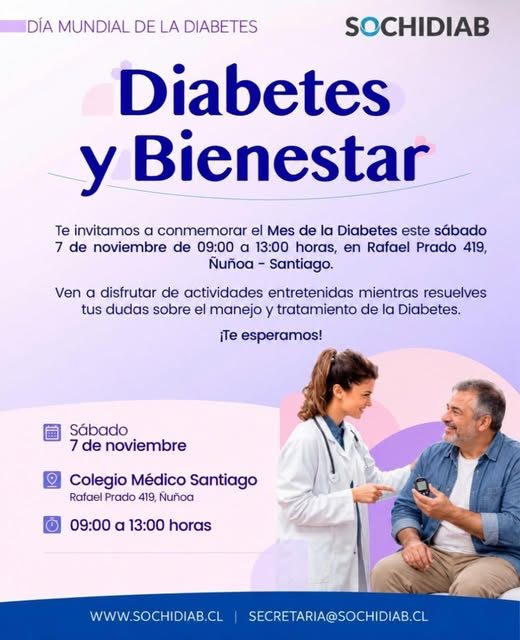 DÍA MUNDIAL DE LA DIABETES
SOCHIDIAB
Diabetes
y Bienestar
Te invitamos a conmemorar el Mes de la Diabetes este sábado
7 de noviembre de 09:00 a 13:00 horas, en Rafael Prado 419,
Ñuñoa - Santiago.
Ven a disfrutar de actividades entretenidas mientras resuelves
tus dudas sobre el manejo y tratamiento de la Diabetes.
¡Te esperamos!
Sábado
7 de noviembre
Colegio Médico Santiago
Rafael Prado 419, Ñuñoa
09:00 a 13:00 horas
WWW.SOCHIDIAB.CL | SECRETARIA@SOCHIDIAB.CL